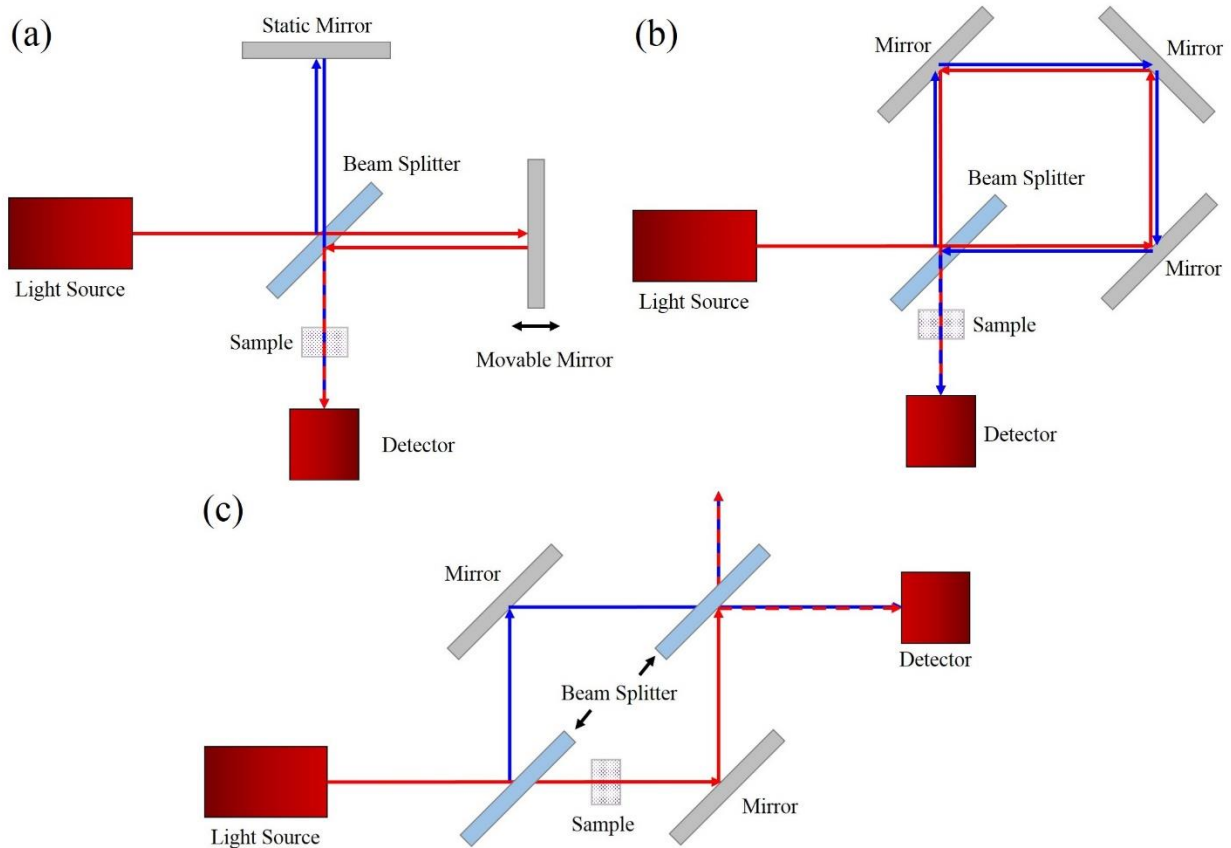 (a)
Static Mirror
Beam Splitter
Light Source
Sample
Movable Mirror
Detector
(b)
Mirror
Mirror
Beam Splitter
Light Source
Mirror
Sample
Detector
(c)
Mirror
Detector
Beam Splitter
Light Source
Sample
Mirror